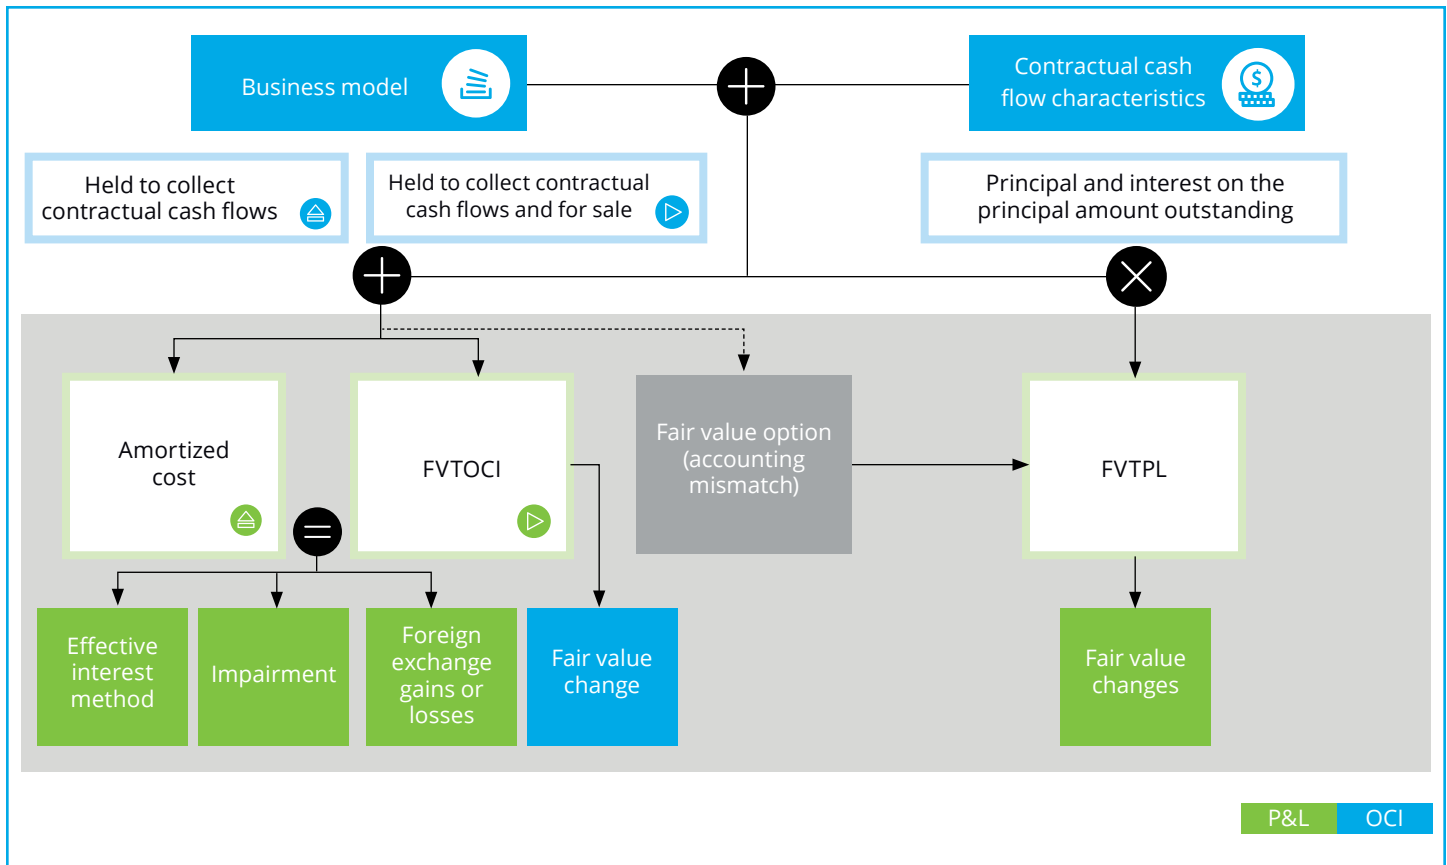 Business model
Contractual cash
flow characteristics
$
Held to collect
contractual cash flows
Held to collect contractual
cash flows and for sale
Principal and interest on the
principal amount outstanding
Amortized
cost
FVTOCI
Fair value option
(accounting
mismatch)
FVTPL
Effective
interest
method
Impairment
Foreign
exchange
gains or
losses
Fair value
change
Fair value
changes
P&L
OCI